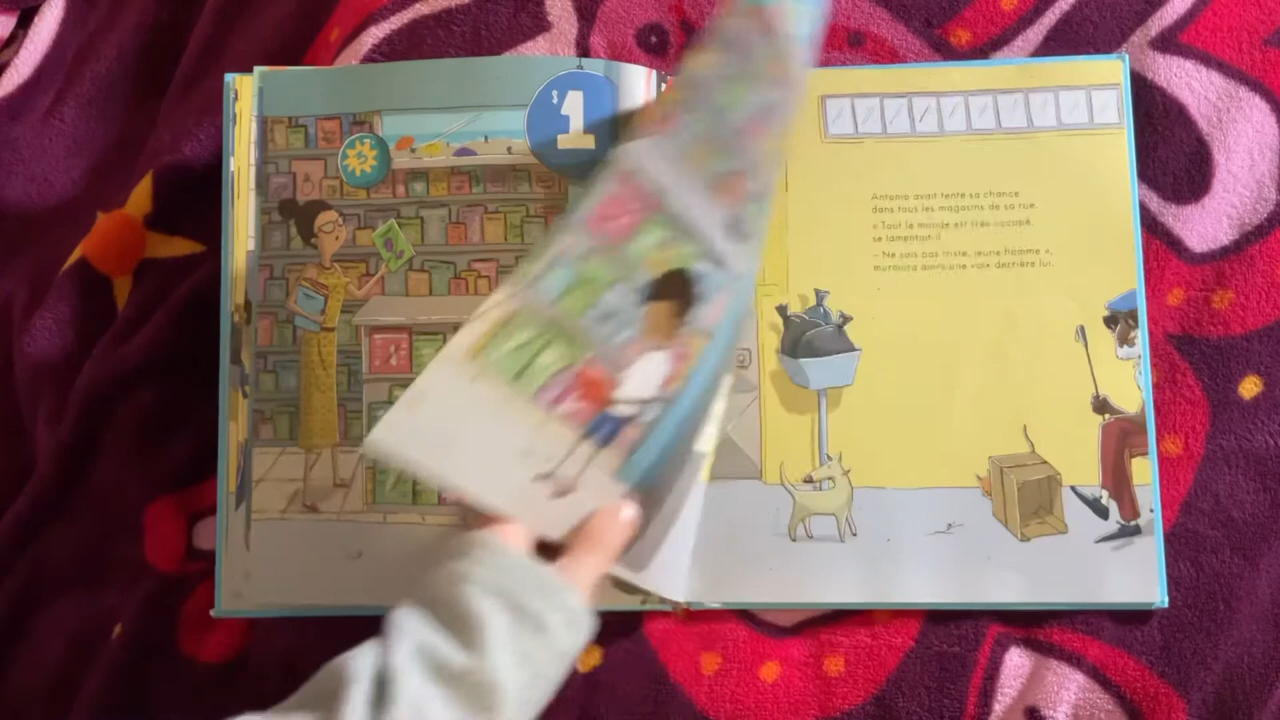 $1
Antonio avait tenté sa chance
dans tous les magasins de sa rue.
« Tout le monde est très occupé,
se lamentait-il
– Ne sois pas triste, jeune homme »,
murmura alors une voix derrière lui.